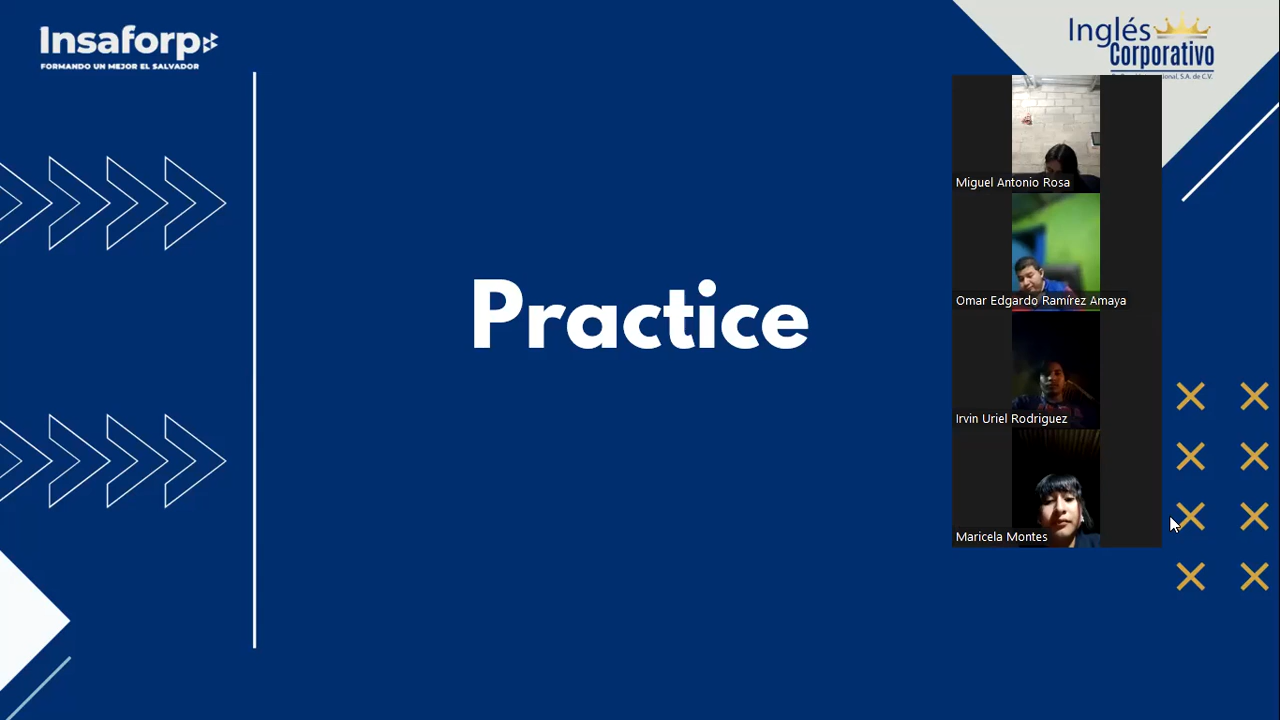 Insaforp
FORMANDO UN MEJOR EL SALVADOR
Inglés
Corporativo
S.A. de C.V.
Practice
Miguel Antonio Rosa
Omar Edgardo Ramírez Amaya
Irvin Uriel Rodriguez
Maricela Montes